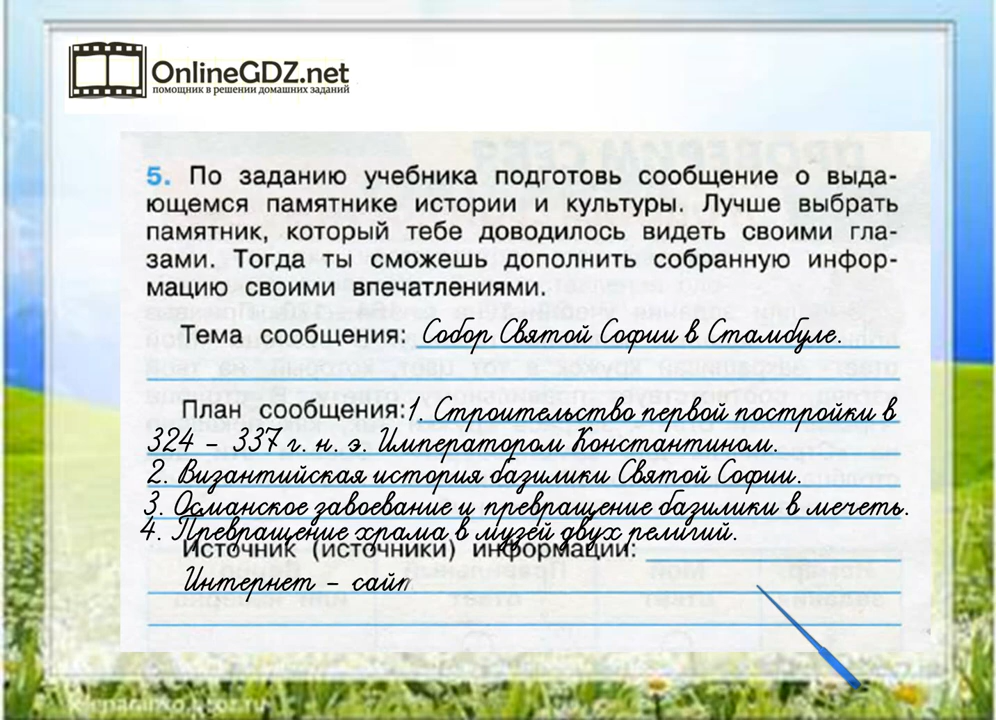 OnlineGDZ.net
помощник в решении домашних заданий
5. По заданию учебника подготовь сообщение о выда-
ющемся памятнике истории и культуры. Лучше выбрать
памятник, который тебе доводилось видеть своими гла-
зами. Тогда ты сможешь дополнить собранную инфор-
мацию своими впечатлениями.
Тема сообщения: Собор Святой Софии в Стамбуле.
План сообщения: 1. Строительство первой постройки в
324 – 337 г. н. э. Императором Константином.
2. Византийская история базилики Святой Софии.
3. Османское завоевание и превращение базилики в мечеть.
4. Превращение храма в музей двух религий.
Источник (источники) информации:
Интернет – сайт